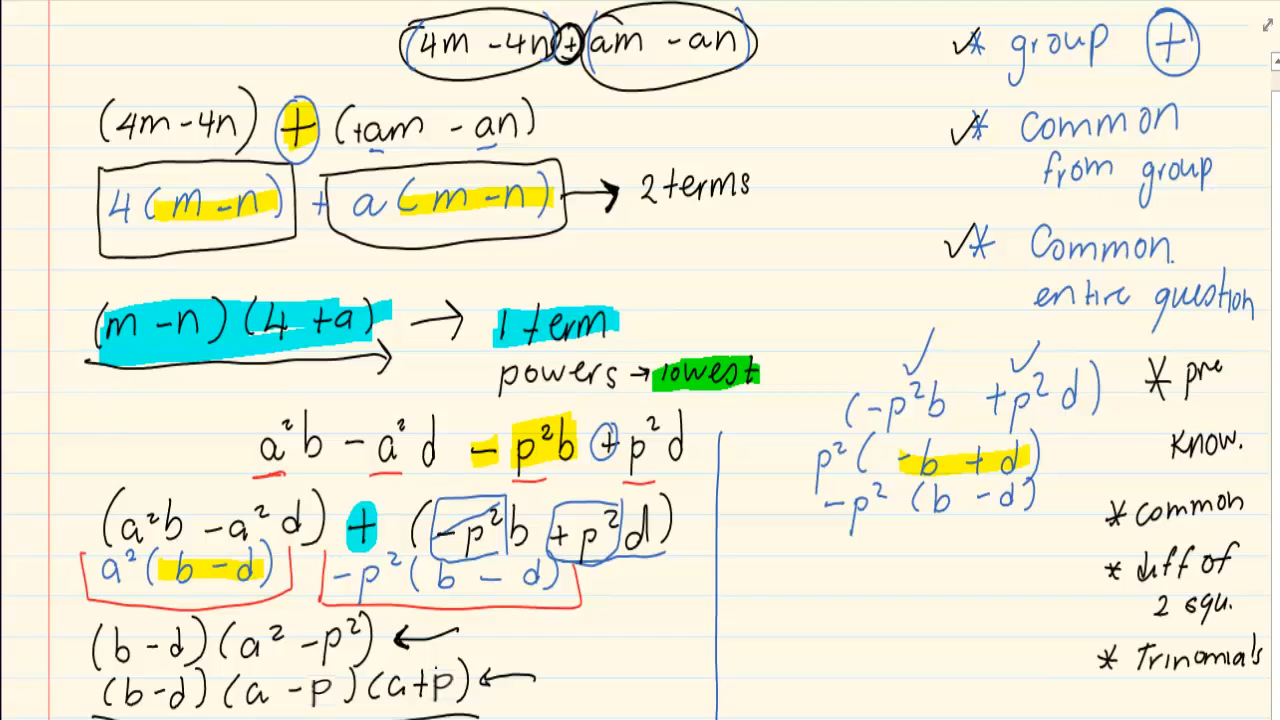 (4m - 4n) + (am - an)
(4m - 4n) + (+am - an)
4(m - n) + a(m - n) → 2 terms
(m - n)(4 + a) → 1 term
powers → lowest
a²b - a²d - p²b + p²d
(a²b - a²d) + (-p²b + p²d)
a²(b - d) -p²(b - d)
(b - d)(a² - p²) ←
(b - d)(a - p)(a + p) ←
✓* group +
✓* common
from group
✓* Common
entire question
✓ ✓
(-p²b + p²d)
p²(-b + d)
-p²(b - d)
* pre
know.
* common
* diff of
2 squ.
* Trinomials